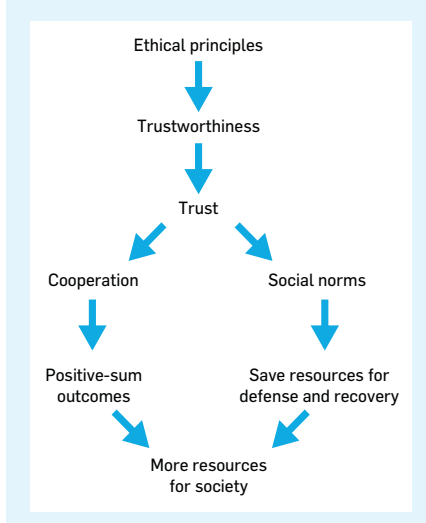 Ethical principles
Trustworthiness
Trust
Cooperation
Social norms
Positive-sum
outcomes
Save resources for
defense and recovery
More resources
for society